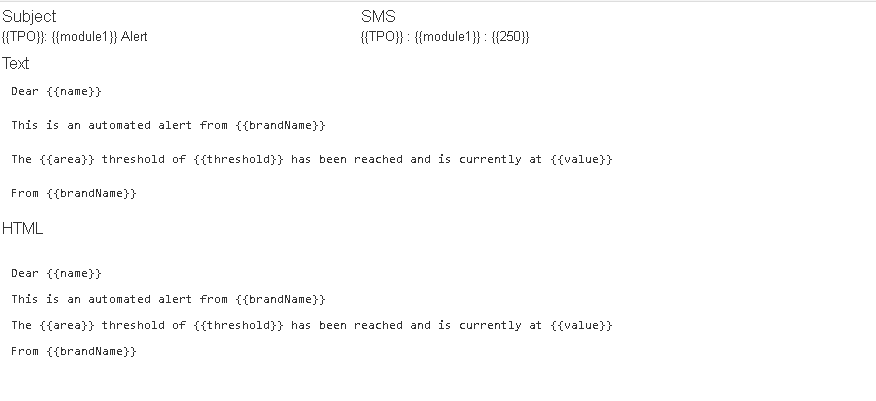 Subject
{{TPO}}: {{module1}} Alert
SMS
{{TPO}} : {{module1}} : {{250}}
Text
Dear {{name}}
This is an automated alert from {{brandName}}
The {{area}} threshold of {{threshold}} has been reached and is currently at {{value}}
From {{brandName}}
HTML
Dear {{name}}
This is an automated alert from {{brandName}}
The {{area}} threshold of {{threshold}} has been reached and is currently at {{value}}
From {{brandName}}